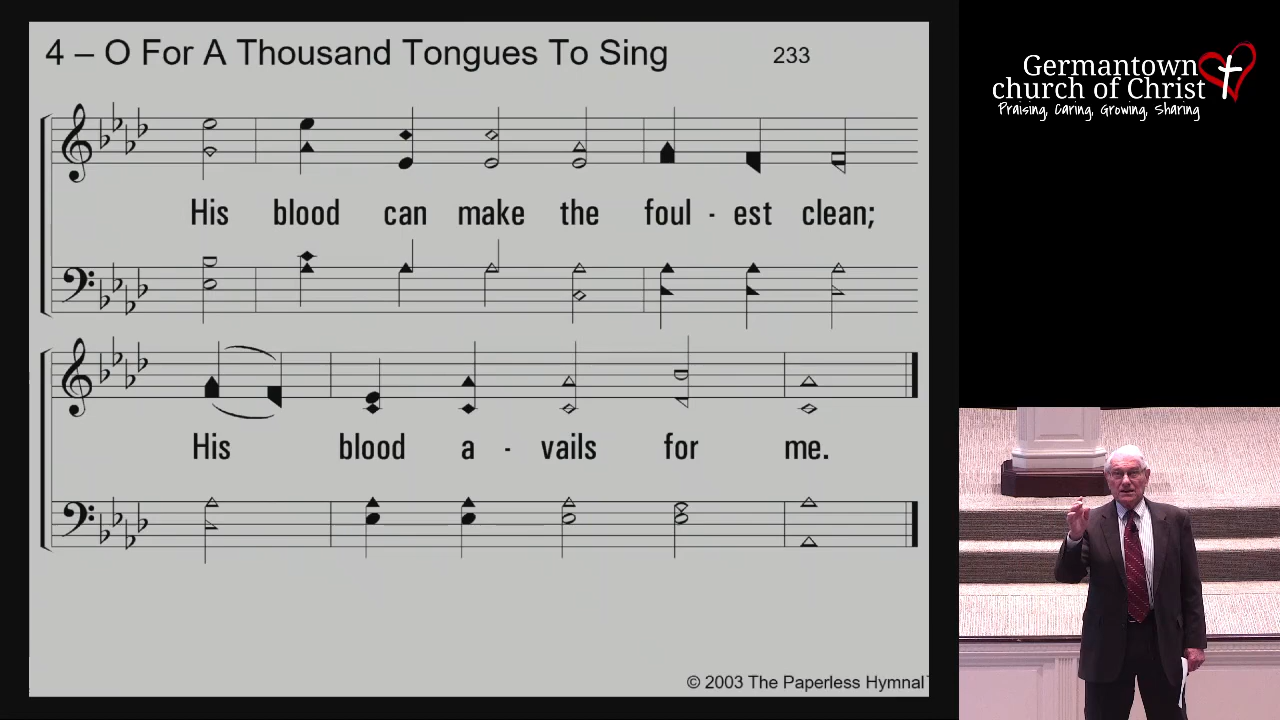 4 – O For A Thousand Tongues To Sing 233
His blood can make the foul - est clean;
His blood a - vails for me.
© 2003 The Paperless Hymnal™
Germantown
church of Christ
Praising, Caring, Growing, Sharing